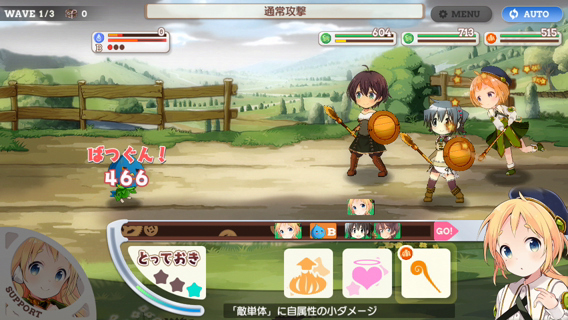 WAVE 1/3
0
通常攻撃
MENU
AUTO
0
B
604
713
515
ばつぐん!
466
B
GO!
とっておき
SUPPORT
「敵単体」に自属性の小ダメージ